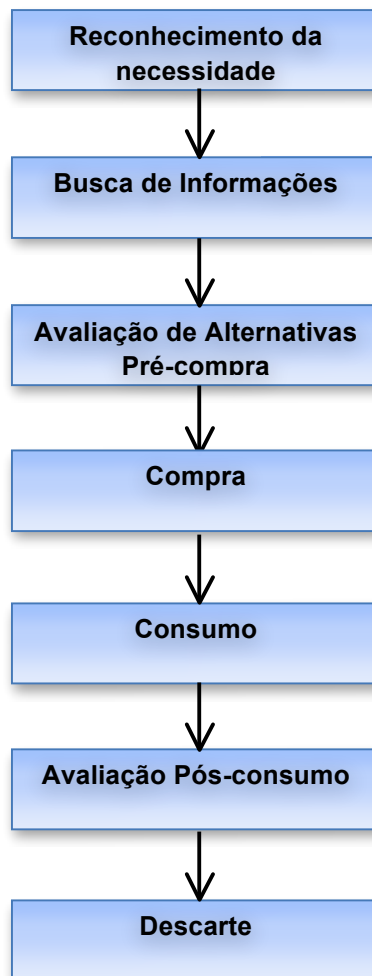 Reconhecimento da
necessidade
Busca de Informações
Avaliação de Alternativas
Pré-compra
Compra
Consumo
Avaliação Pós-consumo
Descarte